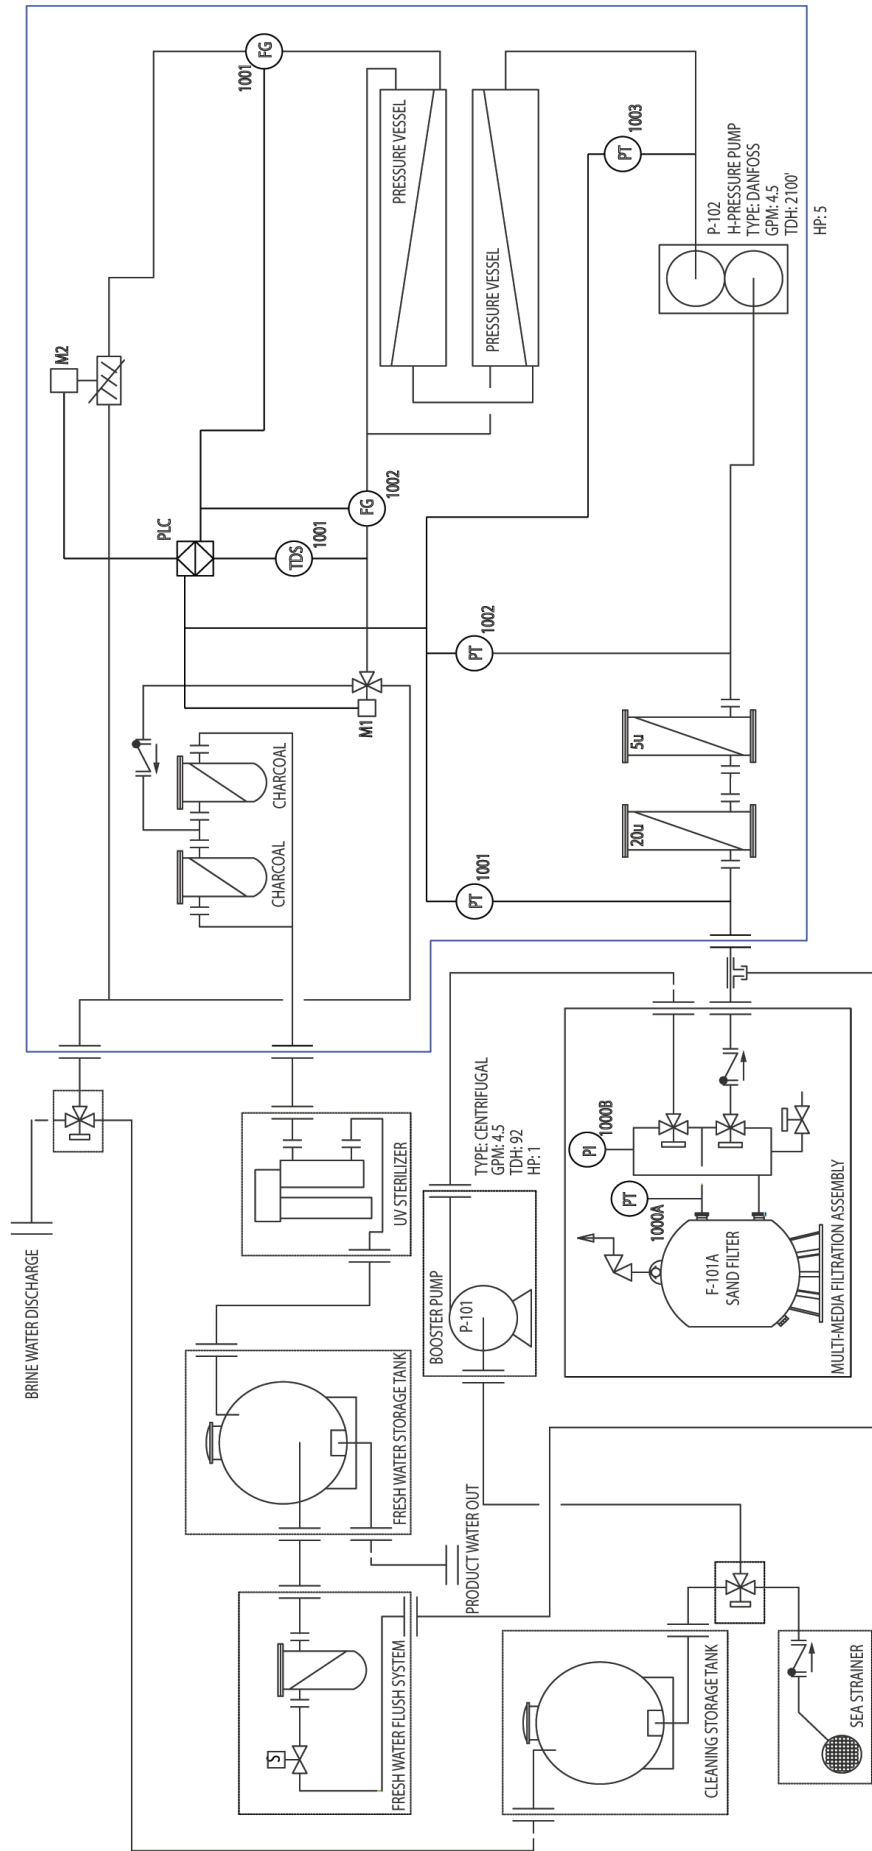 FG
1001
PRESSURE VESSEL
PRESSURE VESSEL
PT
1003
P-102
H-PRESSURE PUMP
TYPE: DANFOSS
GPM: 4.5
TDH: 2100'
HP: 5
M2
PLC
FG
1002
TDS
1001
PT
1002
M1
CHARCOAL
CHARCOAL
5u
20u
PT
1001
BRINE WATER DISCHARGE
UV STERILIZER
TYPE: CENTRIFUGAL
GPM: 4.5
TDH: 92
HP: 1
BOOSTER PUMP
P-101
PI
1000B
PT
1000A
F-101A
SAND FILTER
MULTI-MEDIA FILTRATION ASSEMBLY
FRESH WATER STORAGE TANK
PRODUCT WATER OUT
S
FRESH WATER FLUSH SYSTEM
CLEANING STORAGE TANK
SEA STRAINER